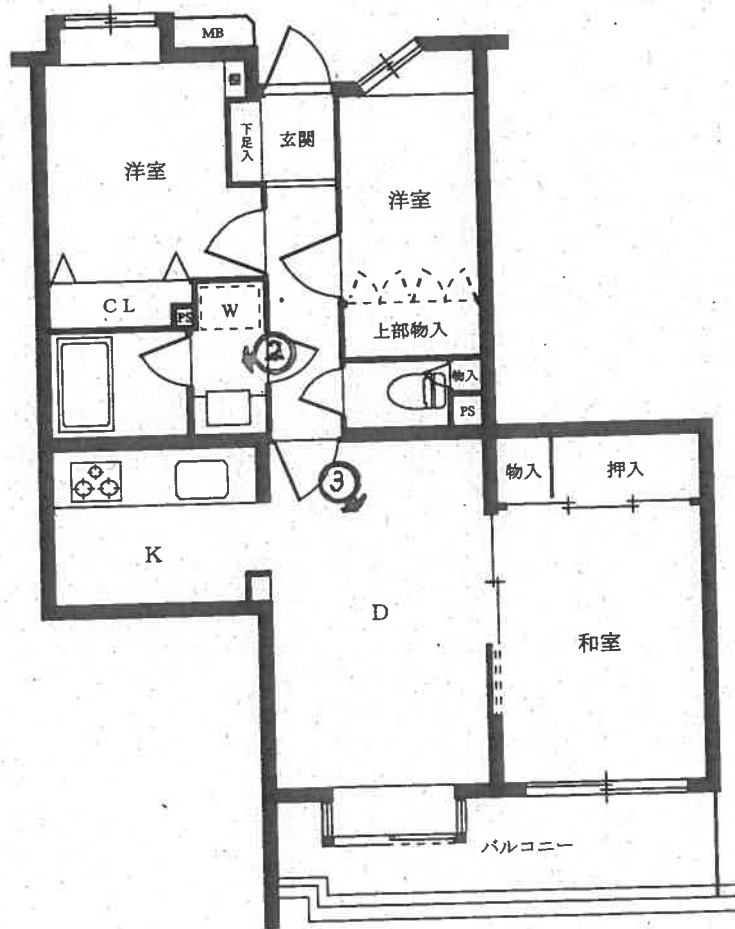 MB
下足入
玄関
洋室
洋室
CL
PS
W
上部物入
②
物入
PS
③
物入
押入
K
D
和室
バルコニー